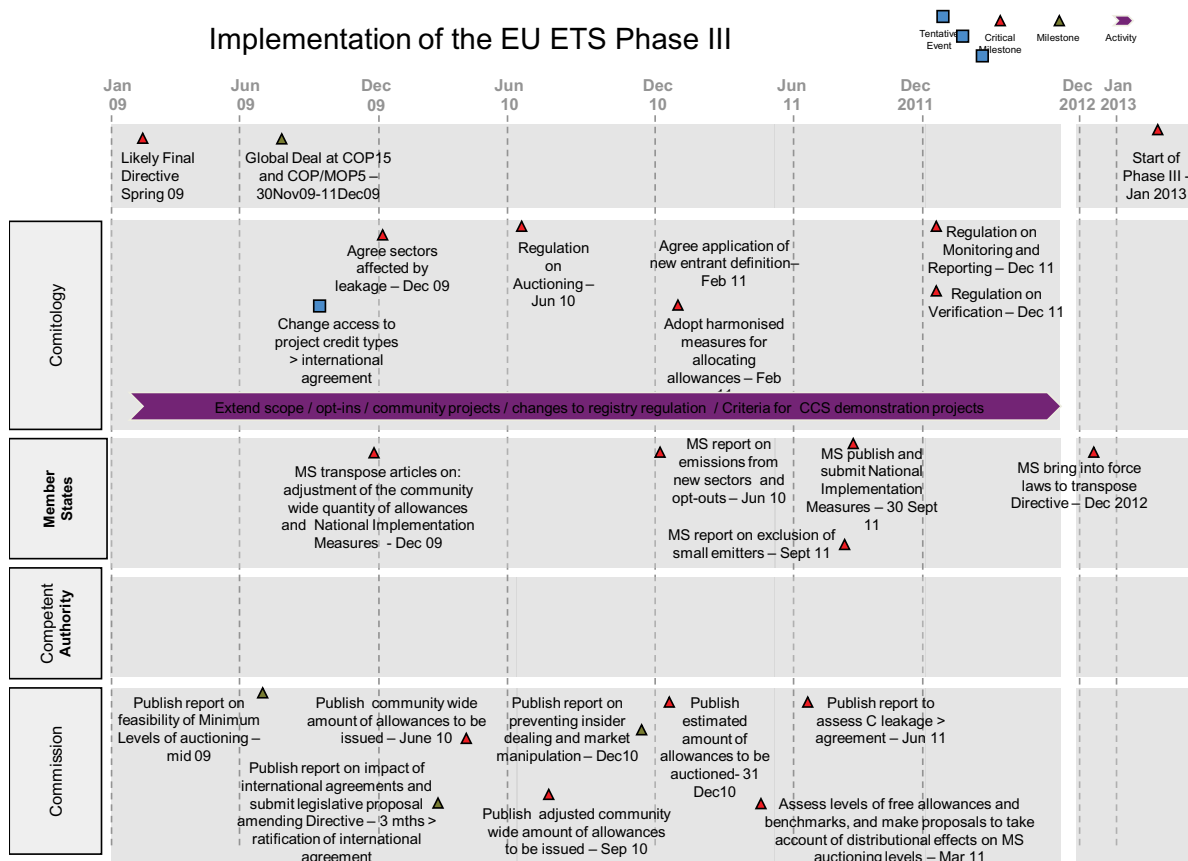 Implementation of the EU ETS Phase III
Tentative
Event
Critical
Milestone
Milestone
Activity
Jan
09
Jun
09
Dec
09
Jun
10
Dec
10
Jun
11
Dec
2011
Dec
2012
Jan
2013
Likely Final
Directive
Spring 09
Global Deal at COP15
and COP/MOP5 –
30Nov09-11Dec09
Start of
Phase III -
Jan 2013
Comitology
Agree sectors
affected by
leakage – Dec 09
Change access to
project credit types
> international
agreement
Regulation
on
Auctioning –
Jun 10
Agree application of
new entrant definition–
Feb 11
Adopt harmonised
measures for
allocating
allowances – Feb
Regulation on
Monitoring and
Reporting – Dec 11
Regulation on
Verification – Dec 11
Extend scope / opt-ins / community projects / changes to registry regulation / Criteria for CCS demonstration projects
Member
States
MS transpose articles on:
adjustment of the community
wide quantity of allowances
and National Implementation
Measures - Dec 09
MS report on
emissions from
new sectors and
opt-outs – Jun 10
MS report on exclusion of
small emitters – Sept 11
MS publish and
submit National
Implementation
Measures – 30 Sept
11
MS bring into force
laws to transpose
Directive – Dec 2012
Competent
Authority
Commission
Publish report on
feasibility of Minimum
Levels of auctioning –
mid 09
Publish community wide
amount of allowances to be
issued – June 10
Publish report on impact of
international agreements and
submit legislative proposal
amending Directive – 3 mths >
ratification of international
agreement
Publish report on
preventing insider
dealing and market
manipulation – Dec10
Publish adjusted community
wide amount of allowances
to be issued – Sep 10
Publish
estimated
amount of
allowances to be
auctioned- 31
Dec10
Publish report to
assess C leakage >
agreement – Jun 11
Assess levels of free allowances and
benchmarks, and make proposals to take
account of distributional effects on MS
auctioning levels – Mar 11